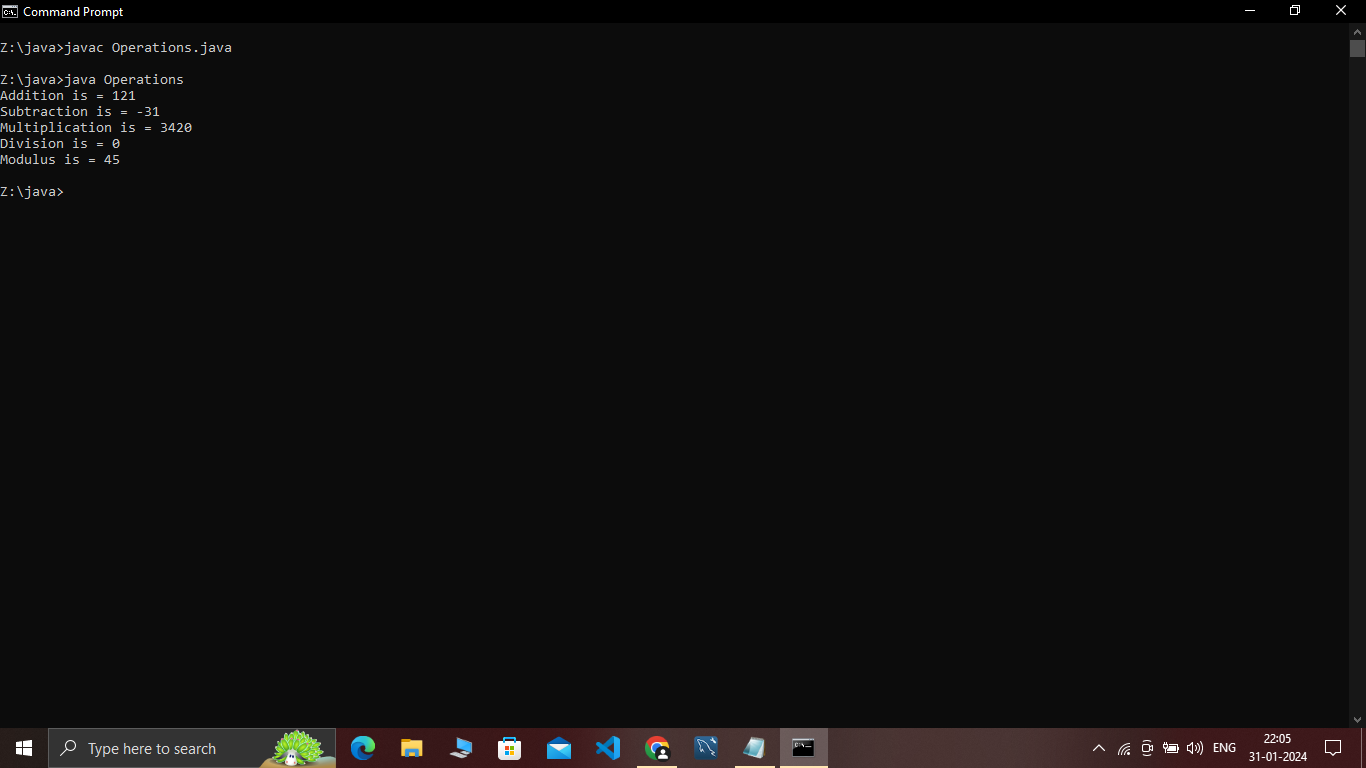 Command Prompt
Z:\java>javac Operations.java
Z:\java>java Operations
Addition is = 121
Subtraction is = -31
Multiplication is = 3420
Division is = 0
Modulus is = 45
Z:\java>
Type here to search
ENG
22:05
31-01-2024